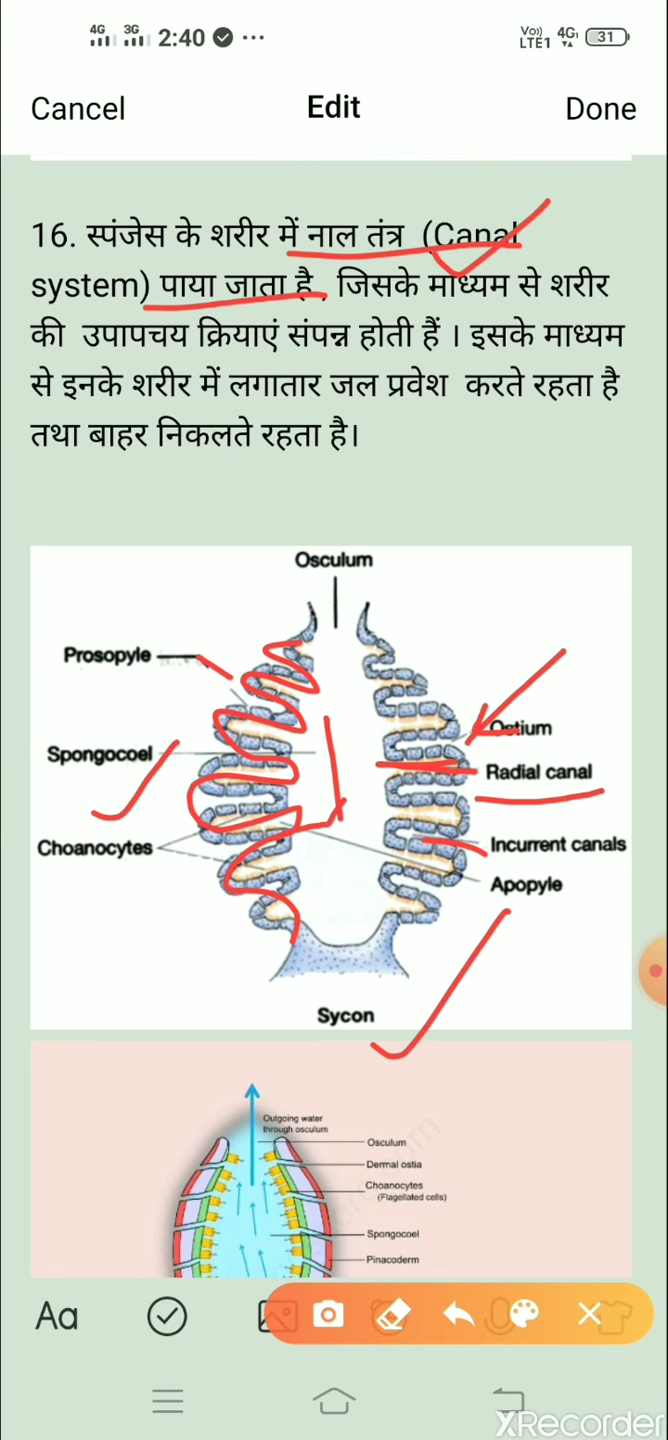 4G 3G 2:40 ... Vo)) LTE1 4G 31
Cancel Edit Done
16. स्पंजेस के शरीर में नाल तंत्र (Canal
system) पाया जाता है , जिसके माध्यम से शरीर
की उपापचय क्रियाएं संपन्न होती हैं । इसके माध्यम
से इनके शरीर में लगातार जल प्रवेश करते रहता है
तथा बाहर निकलते रहता है।
Osculum
Prosopyle
Ostium
Spongocoel
Radial canal
Choanocytes
Incurrent canals
Apopyle
Sycon
Outgoing water
through osculum
Osculum
Dermal ostia
Choanocytes
(Flagellated cells)
Spongocoel
Pinacoderm
Aa
XRecorder